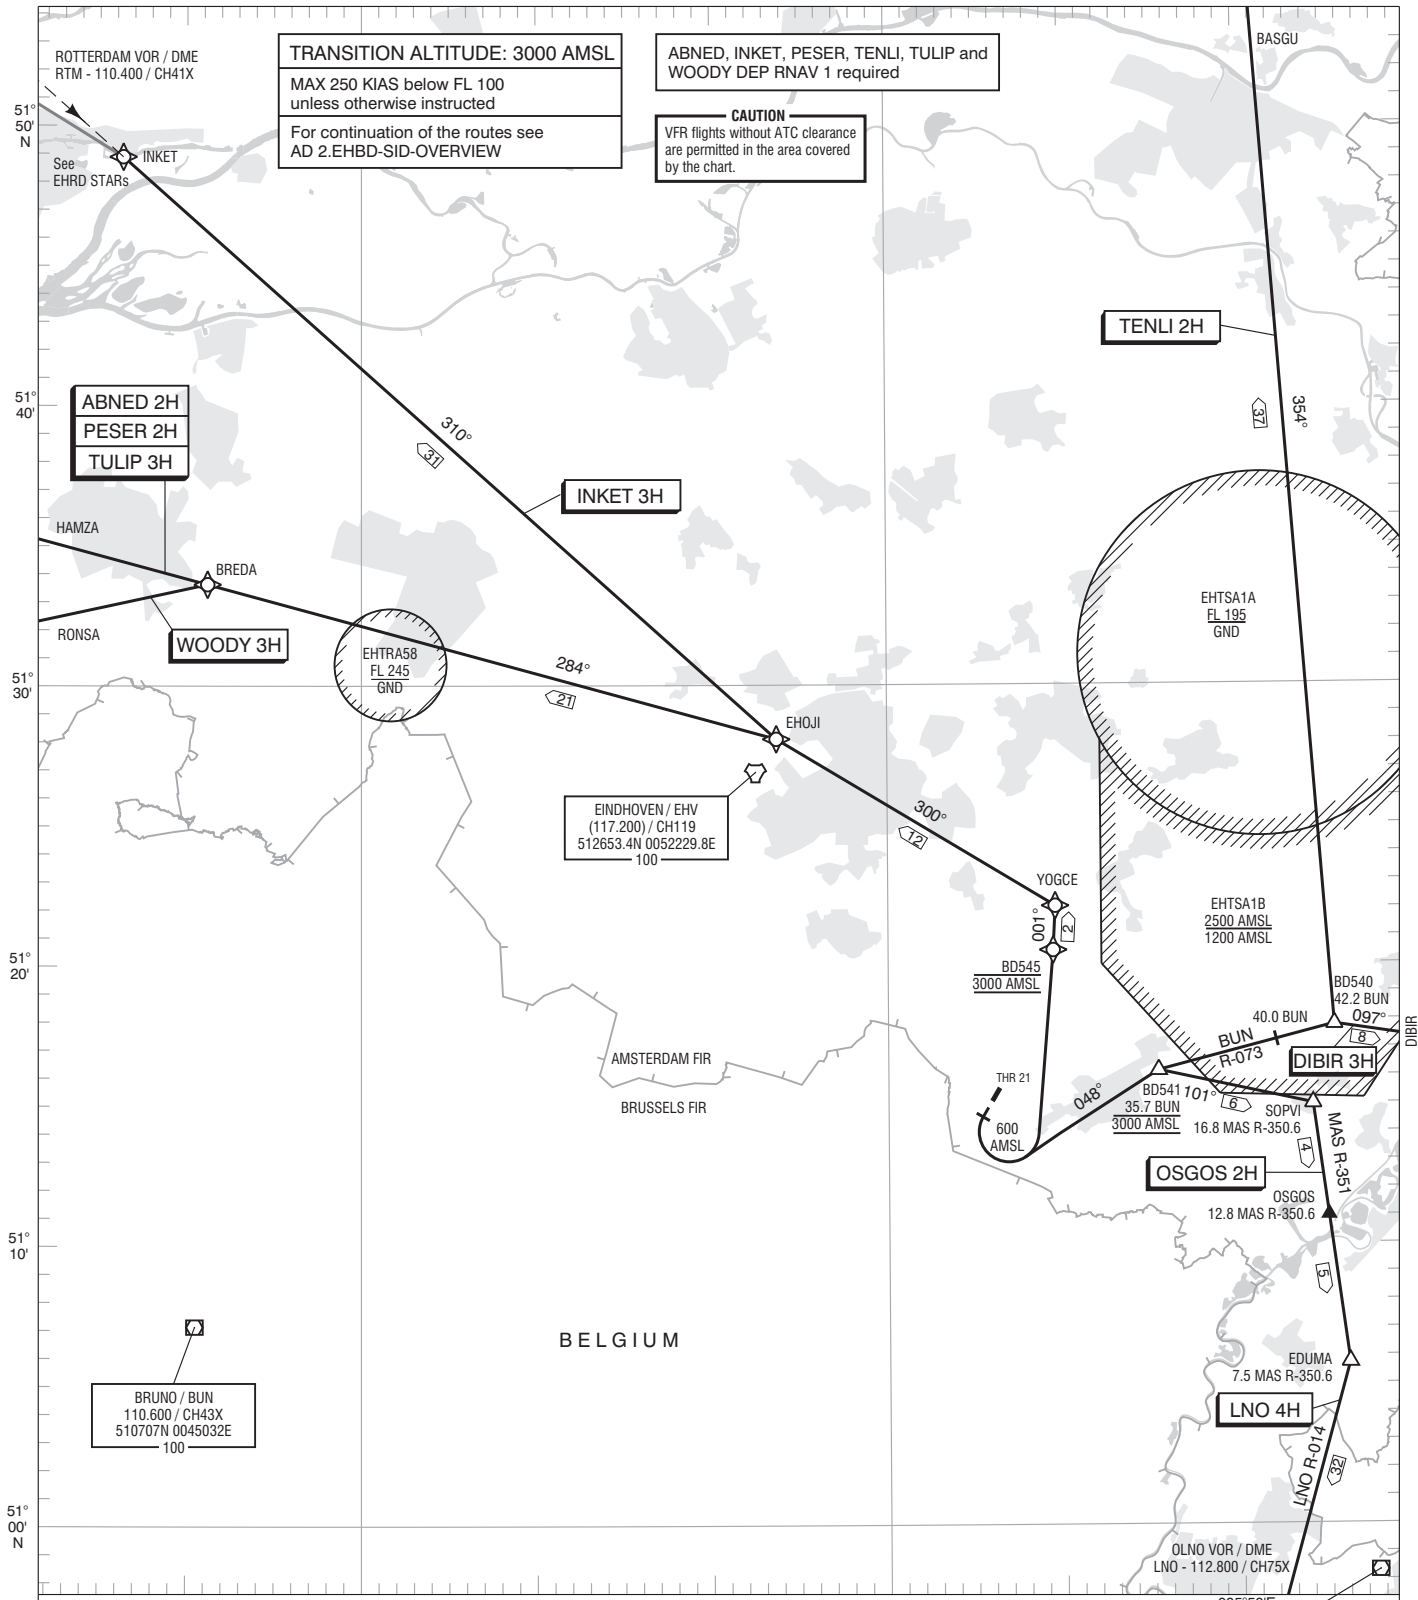 ROTTERDAM VOR / DME
RTM - 110.400 / CH41X
TRANSITION ALTITUDE: 3000 AMSL
MAX 250 KIAS below FL 100
unless otherwise instructed
For continuation of the routes see
AD 2.EHBD-SID-OVERVIEW
ABNED, INKET, PESER, TENLI, TULIP and
WOODY DEP RNAV 1 required
CAUTION
VFR flights without ATC clearance
are permitted in the area covered
by the chart.
BASGU
51°
50'
N
INKET
See
EHRD STARs
TENLI 2H
51°
40'
37
354°
ABNED 2H
PESER 2H
TULIP 3H
310°
31
INKET 3H
HAMZA
BREDA
RONSA
WOODY 3H
EHTRA58
FL 245
GND
284°
21
EHTSA1A
FL 195
GND
51°
30'
EHOJI
EINDHOVEN / EHV
(117.200) / CH119
512653.4N 0052229.8E
100
300°
12
YOGCE
001°
2
EHTSA1B
2500 AMSL
1200 AMSL
51°
20'
BD545
3000 AMSL
BD540
42.2 BUN
40.0 BUN
097°
8
DIBIR
BUN
R-073
DIBIR 3H
AMSTERDAM FIR
BRUSSELS FIR
THR 21
600
AMSL
048°
BD541
35.7 BUN
3000 AMSL
101°
6
SOPVI
16.8 MAS R-350.6
4
MAS R-351
OSGOS 2H
OSGOS
12.8 MAS R-350.6
51°
10'
5
BELGIUM
EDUMA
7.5 MAS R-350.6
BRUNO / BUN
110.600 / CH43X
510707N 0045032E
100
LNO 4H
LNO R-014
32
51°
00'
N
OLNO VOR / DME
LNO - 112.800 / CH75X